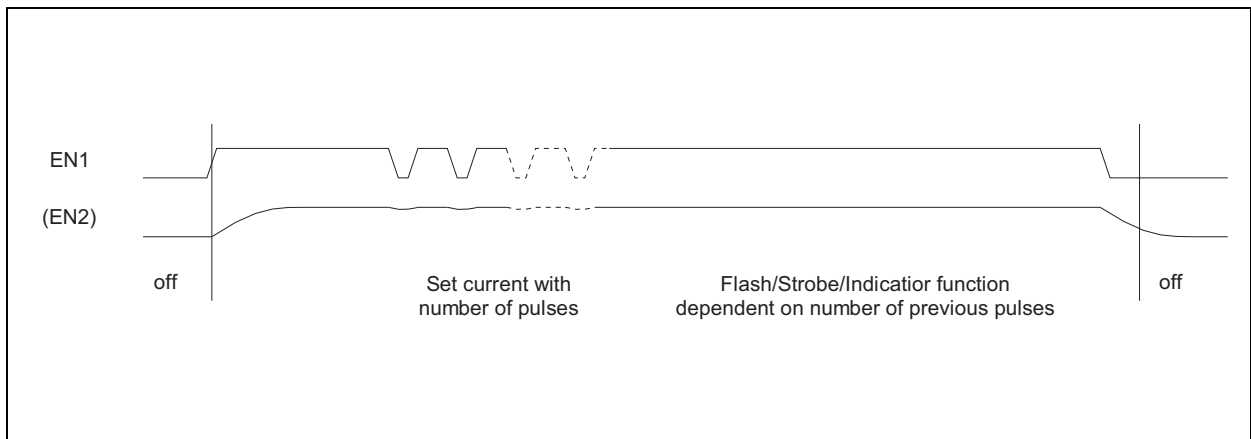 EN1
(EN2)
off
Set current with
number of pulses
Flash/Strobe/Indicatior function
dependent on number of previous pulses
off